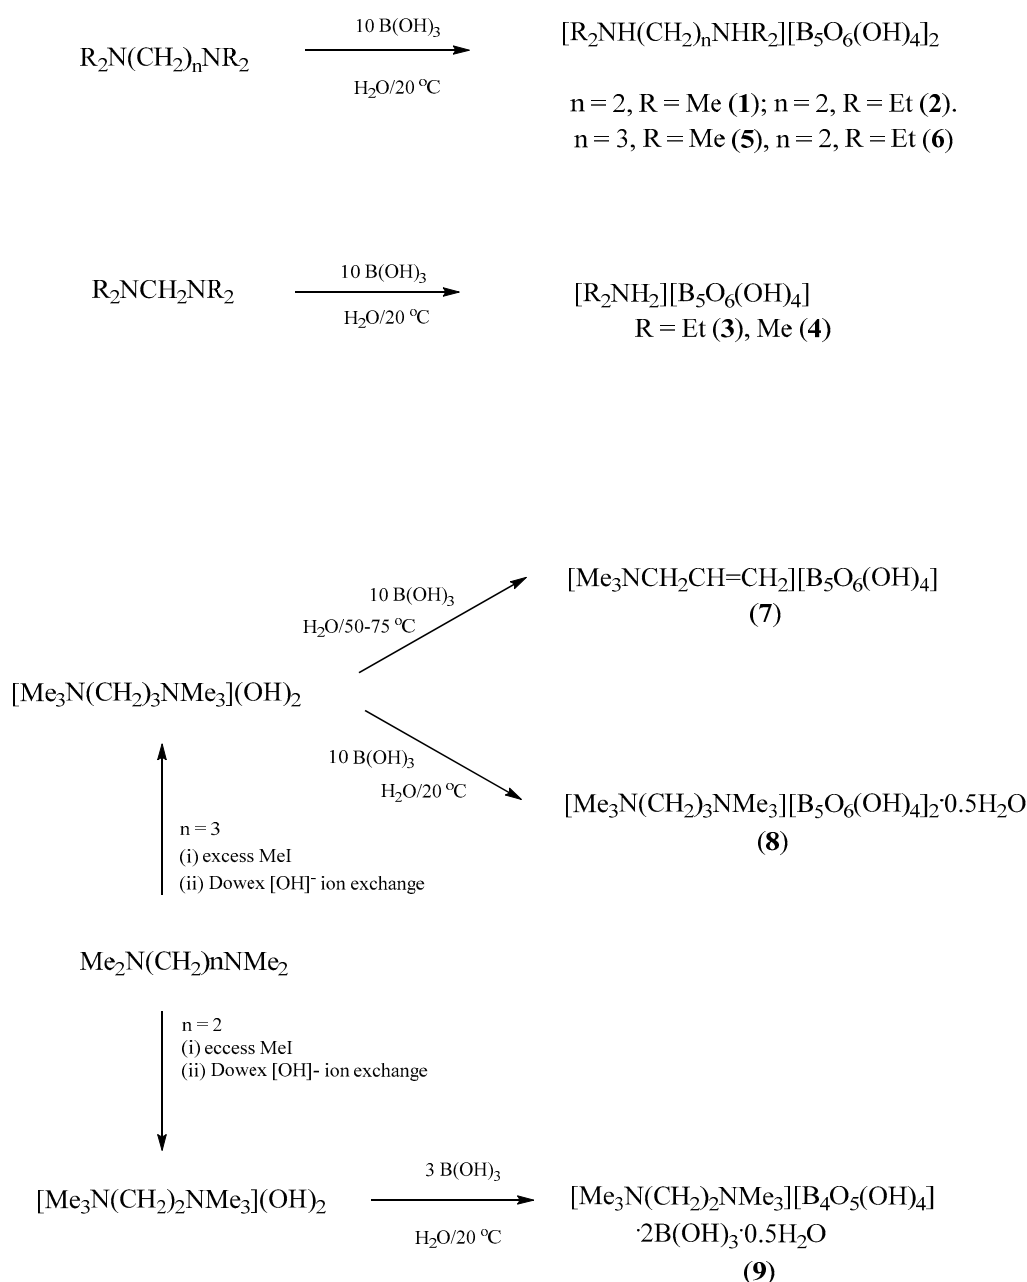 10 B(OH)₃
R₂N(CH₂)ₙNR₂
H₂O/20 °C
[R₂NH(CH₂)ₙNHR₂][B₅O₆(OH)₄]₂
n = 2, R = Me (1); n = 2, R = Et (2).
n = 3, R = Me (5), n = 2, R = Et (6)
10 B(OH)₃
R₂NCH₂NR₂
H₂O/20 °C
[R₂NH₂][B₅O₆(OH)₄]
R = Et (3), Me (4)
10 B(OH)₃
H₂O/50-75 °C
[Me₃NCH₂CH=CH₂][B₅O₆(OH)₄]
(7)
[Me₃N(CH₂)₃NMe₃](OH)₂
10 B(OH)₃
H₂O/20 °C
[Me₃N(CH₂)₃NMe₃][B₅O₆(OH)₄]₂·0.5H₂O
(8)
n = 3
(i) excess MeI
(ii) Dowex [OH]⁻ ion exchange
Me₂N(CH₂)nNMe₂
n = 2
(i) eccess MeI
(ii) Dowex [OH]- ion exchange
[Me₃N(CH₂)₂NMe₃](OH)₂
3 B(OH)₃
H₂O/20 °C
[Me₃N(CH₂)₂NMe₃][B₄O₅(OH)₄]
·2B(OH)₃·0.5H₂O
(9)